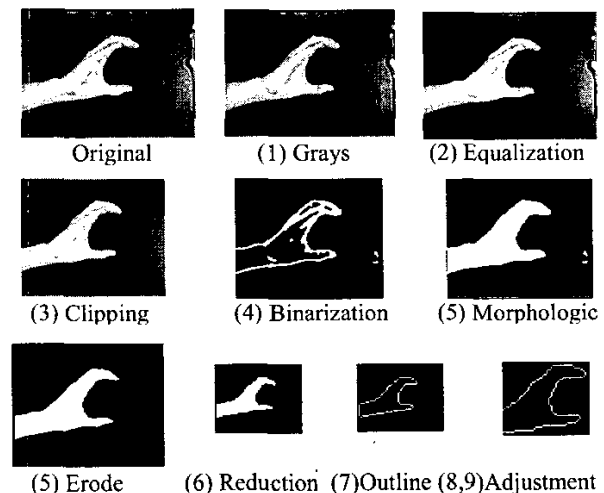 Original (1) Grays (2) Equalization
(3) Clipping (4) Binarization (5) Morphologic
(5) Erode (6) Reduction (7)Outline (8,9)Adjustment